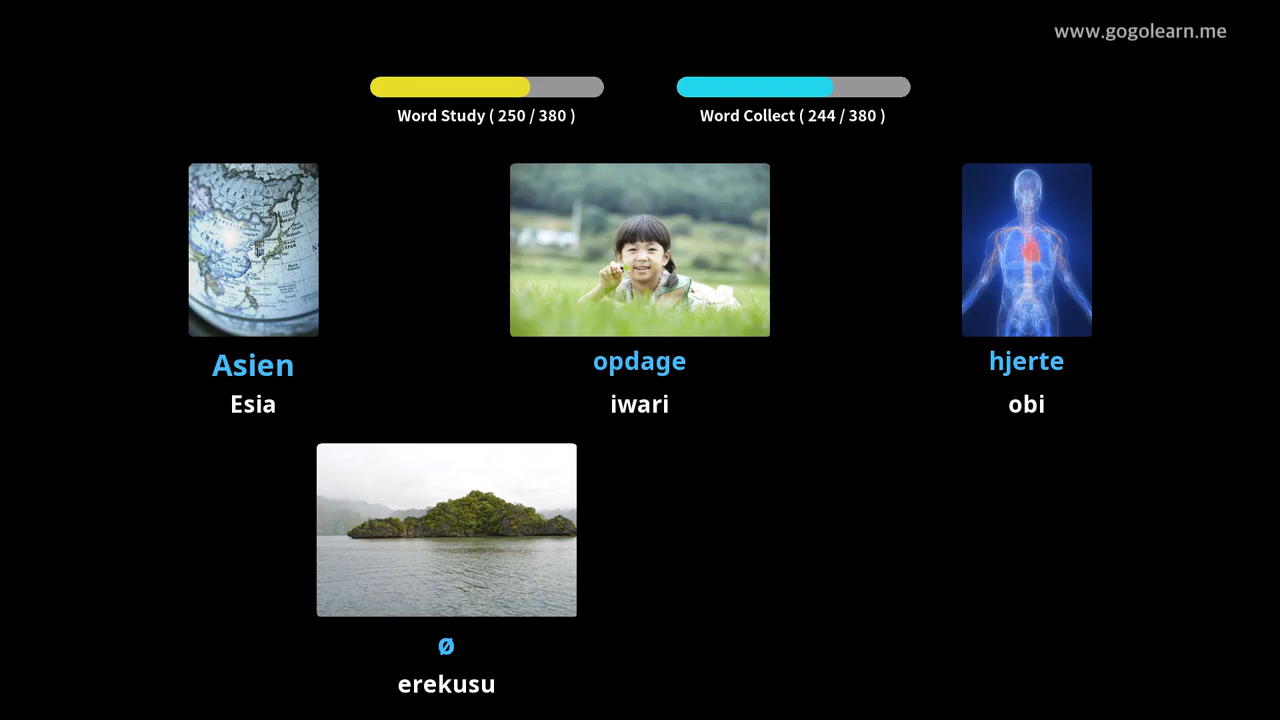 www.gogolearn.me
Word Study ( 250 / 380 )
Word Collect ( 244 / 380 )
Asien
Esia
opdage
iwari
hjerte
obi
ø
erekusu